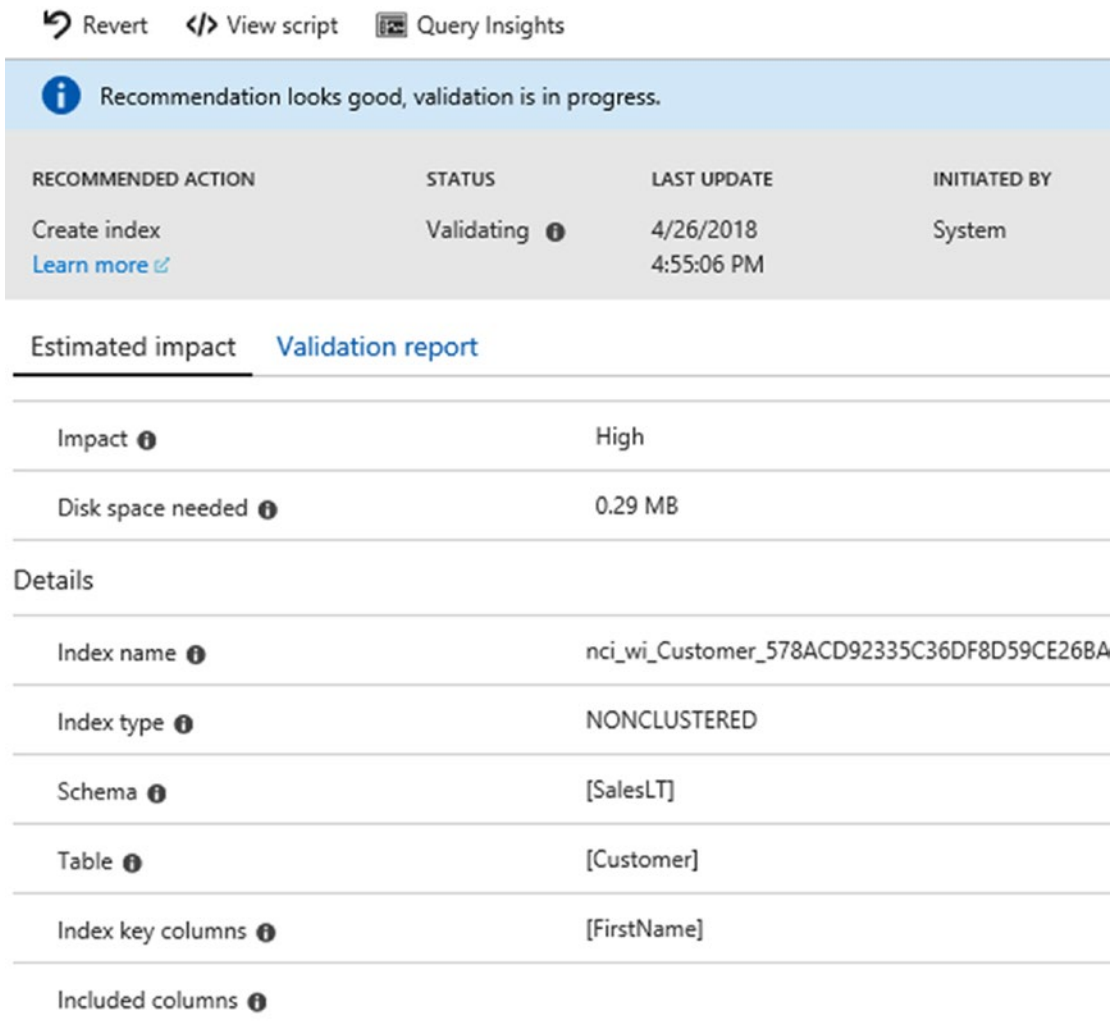 Revert </> View script Query Insights
Recommendation looks good, validation is in progress.
RECOMMENDED ACTION STATUS LAST UPDATE INITIATED BY
Create index Validating 4/26/2018 System
Learn more 4:55:06 PM
Estimated impact Validation report
Impact High
Disk space needed 0.29 MB
Details
Index name nci_wi_Customer_578ACD92335C36DF8D59CE26BA
Index type NONCLUSTERED
Schema [SalesLT]
Table [Customer]
Index key columns [FirstName]
Included columns